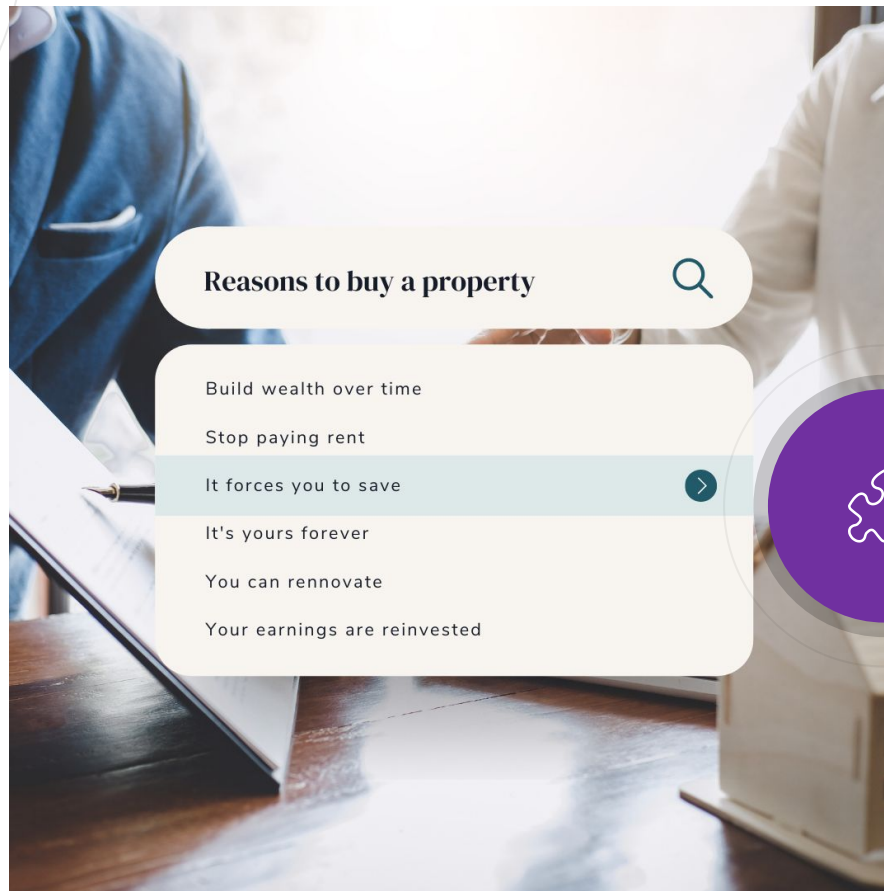 Reasons to buy a property
Build wealth over time
Stop paying rent
It forces you to save
It's yours forever
You can rennovate
Your earnings are reinvested